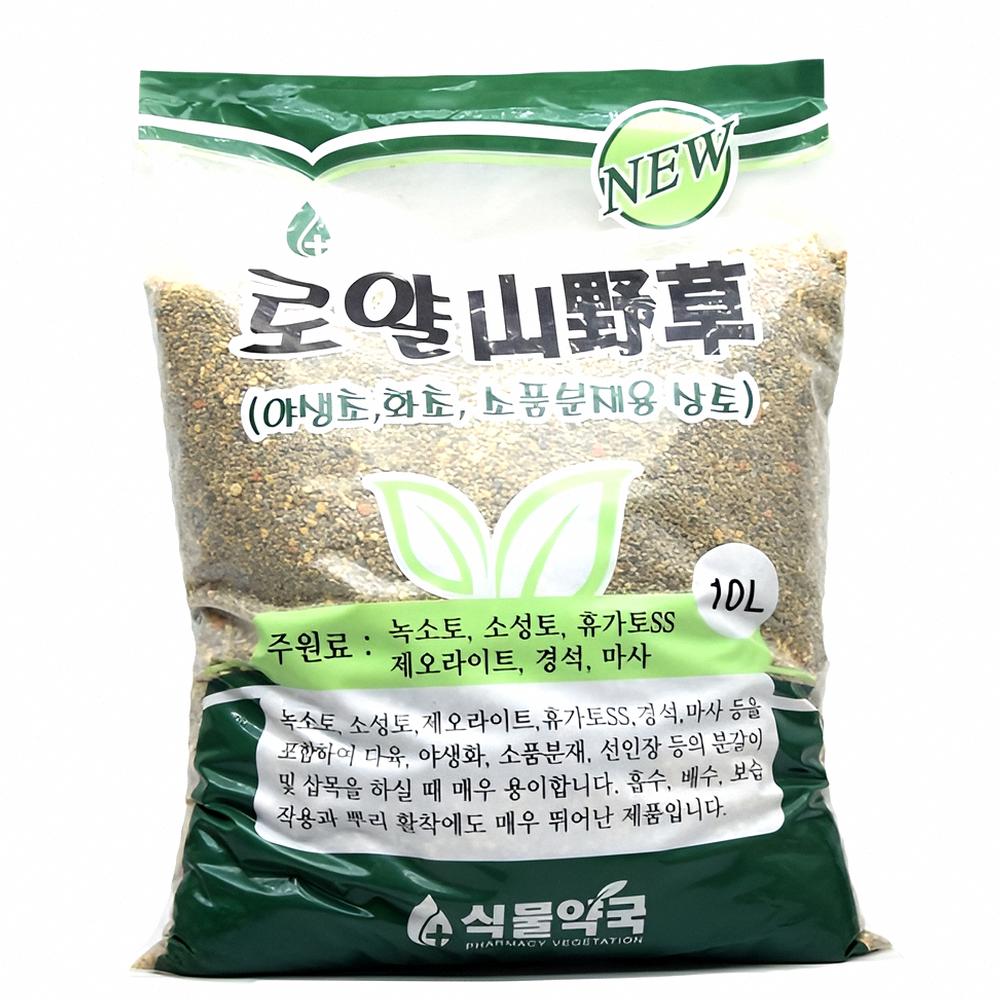 NEW
로얄山野草
(야생초,화초, 소품분재용 상토)
10L
주원료 : 녹소토, 소성토, 휴가토SS
제오라이트, 경석, 마사
녹소토, 소성토, 제오라이트, 휴가토SS, 경석, 마사 등을
포함하여 다육, 야생화, 소품분재, 선인장 등의 분갈이
및 삽목을 하실 때 매우 용이합니다. 흡수, 배수, 보습
작용과 뿌리 활착에도 매우 뛰어난 제품입니다.
식물약국
PHARMACY VEGETATION